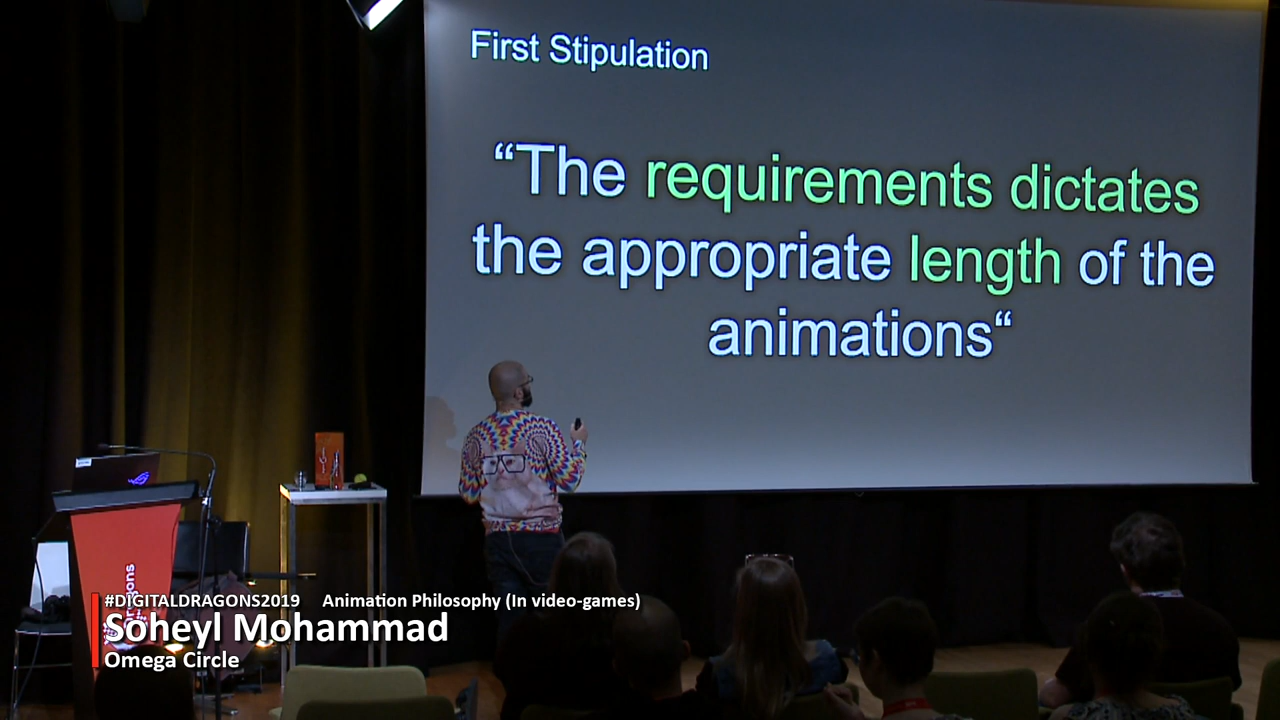 First Stipulation
“The requirements dictates
the appropriate length of the
animations“
#DIGITALDRAGONS2019 Animation Philosophy (In video-games)
Soheyl Mohammad
Omega Circle